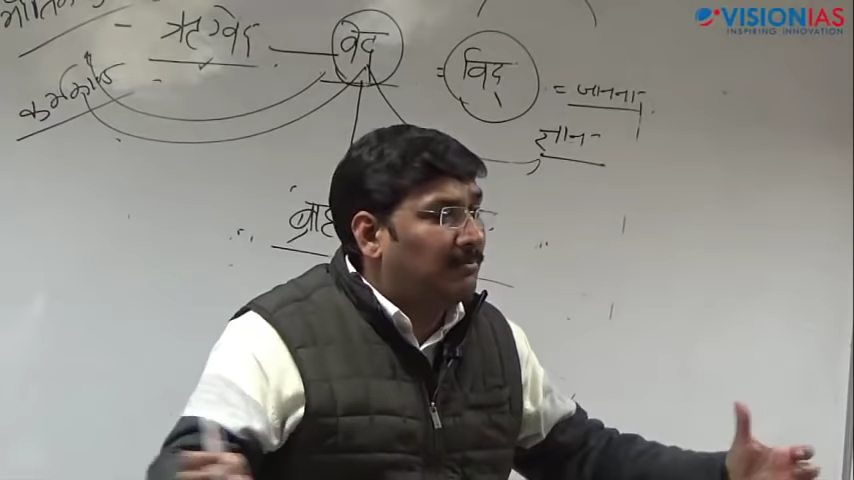 VISIONIAS
INSPIRING INNOVATION
- ऋग्वेद वेद
= विद् = जानना
कर्मकाण्ड
ज्ञान